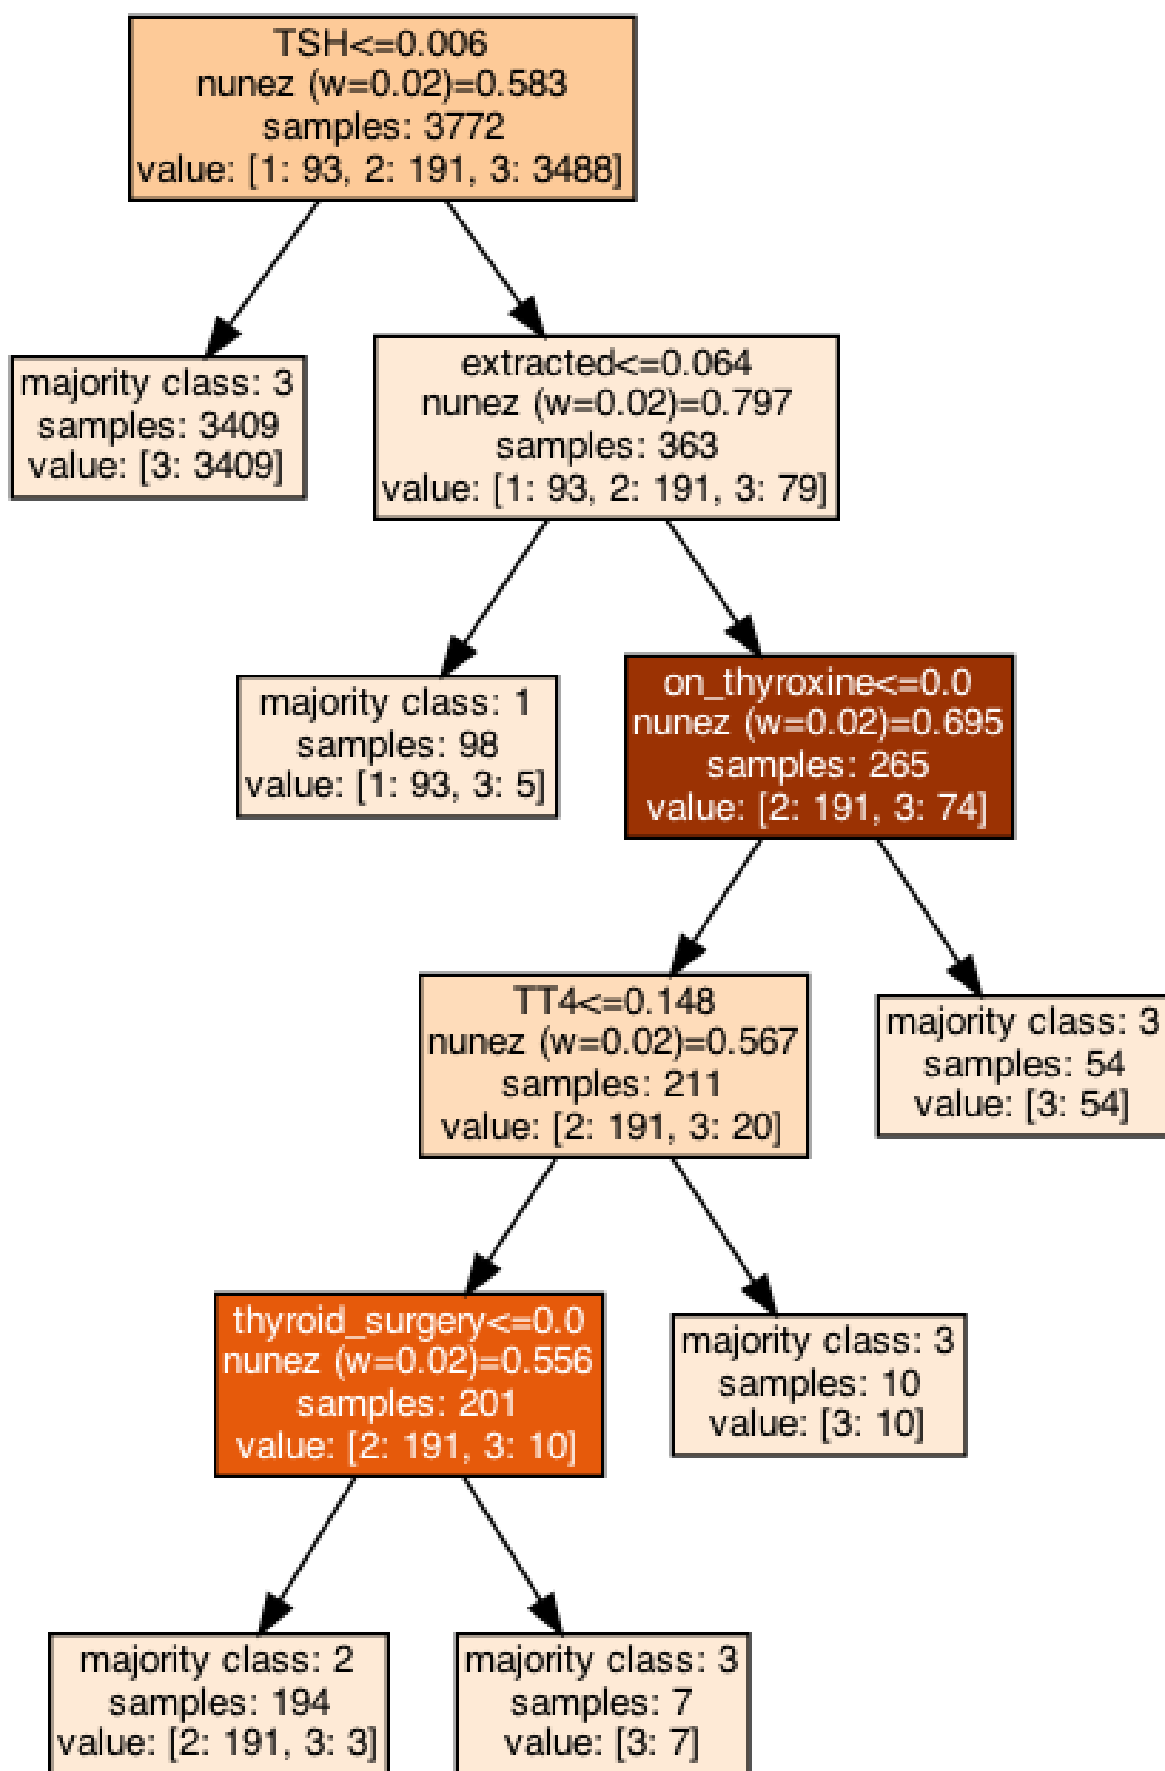 TSH<=0.006
nunez (w=0.02)=0.583
samples: 3772
value: [1: 93, 2: 191, 3: 3488]
majority class: 3
samples: 3409
value: [3: 3409]
extracted<=0.064
nunez (w=0.02)=0.797
samples: 363
value: [1: 93, 2: 191, 3: 79]
majority class: 1
samples: 98
value: [1: 93, 3: 5]
on_thyroxine<=0.0
nunez (w=0.02)=0.695
samples: 265
value: [2: 191, 3: 74]
TT4<=0.148
nunez (w=0.02)=0.567
samples: 211
value: [2: 191, 3: 20]
majority class: 3
samples: 54
value: [3: 54]
thyroid_surgery<=0.0
nunez (w=0.02)=0.556
samples: 201
value: [2: 191, 3: 10]
majority class: 3
samples: 10
value: [3: 10]
majority class: 2
samples: 194
value: [2: 191, 3: 3]
majority class: 3
samples: 7
value: [3: 7]